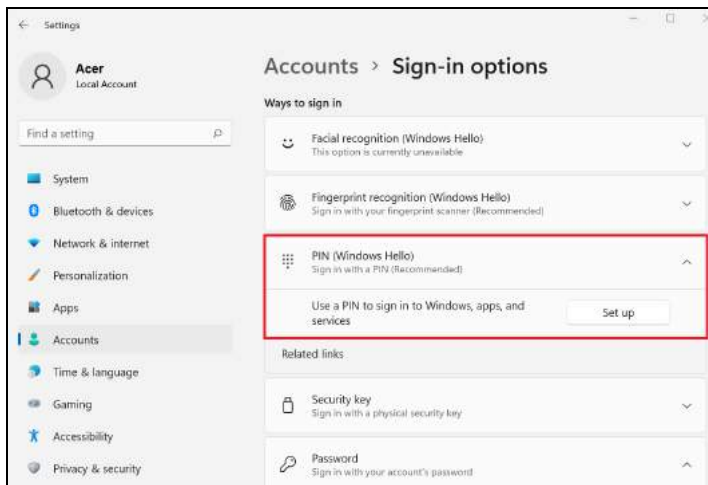 Settings
Acer
Local Account
Find a setting
System
Bluetooth & devices
Network & internet
Personalization
Apps
Accounts
Time & language
Gaming
Accessibility
Privacy & security
Accounts > Sign-in options
Ways to sign in
Facial recognition (Windows Hello)
This option is currently unavailable
Fingerprint recognition (Windows Hello)
Sign in with your fingerprint scanner (Recommended)
PIN (Windows Hello)
Sign in with a PIN (Recommended)
Use a PIN to sign in to Windows, apps, and
services
Set up
Related links
Security key
Sign in with a physical security key
Password
Sign in with your account's password